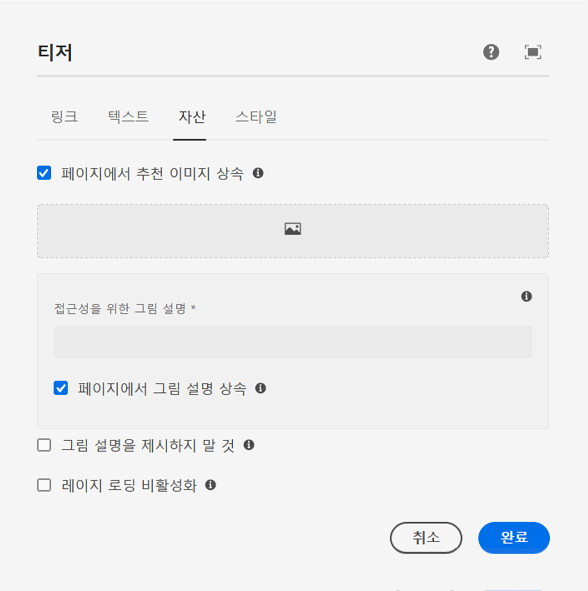 티저
링크 텍스트 자산 스타일
페이지에서 추천 이미지 상속
접근성을 위한 그림 설명 *
페이지에서 그림 설명 상속
그림 설명을 제시하지 말 것
레이지 로딩 비활성화
취소 완료